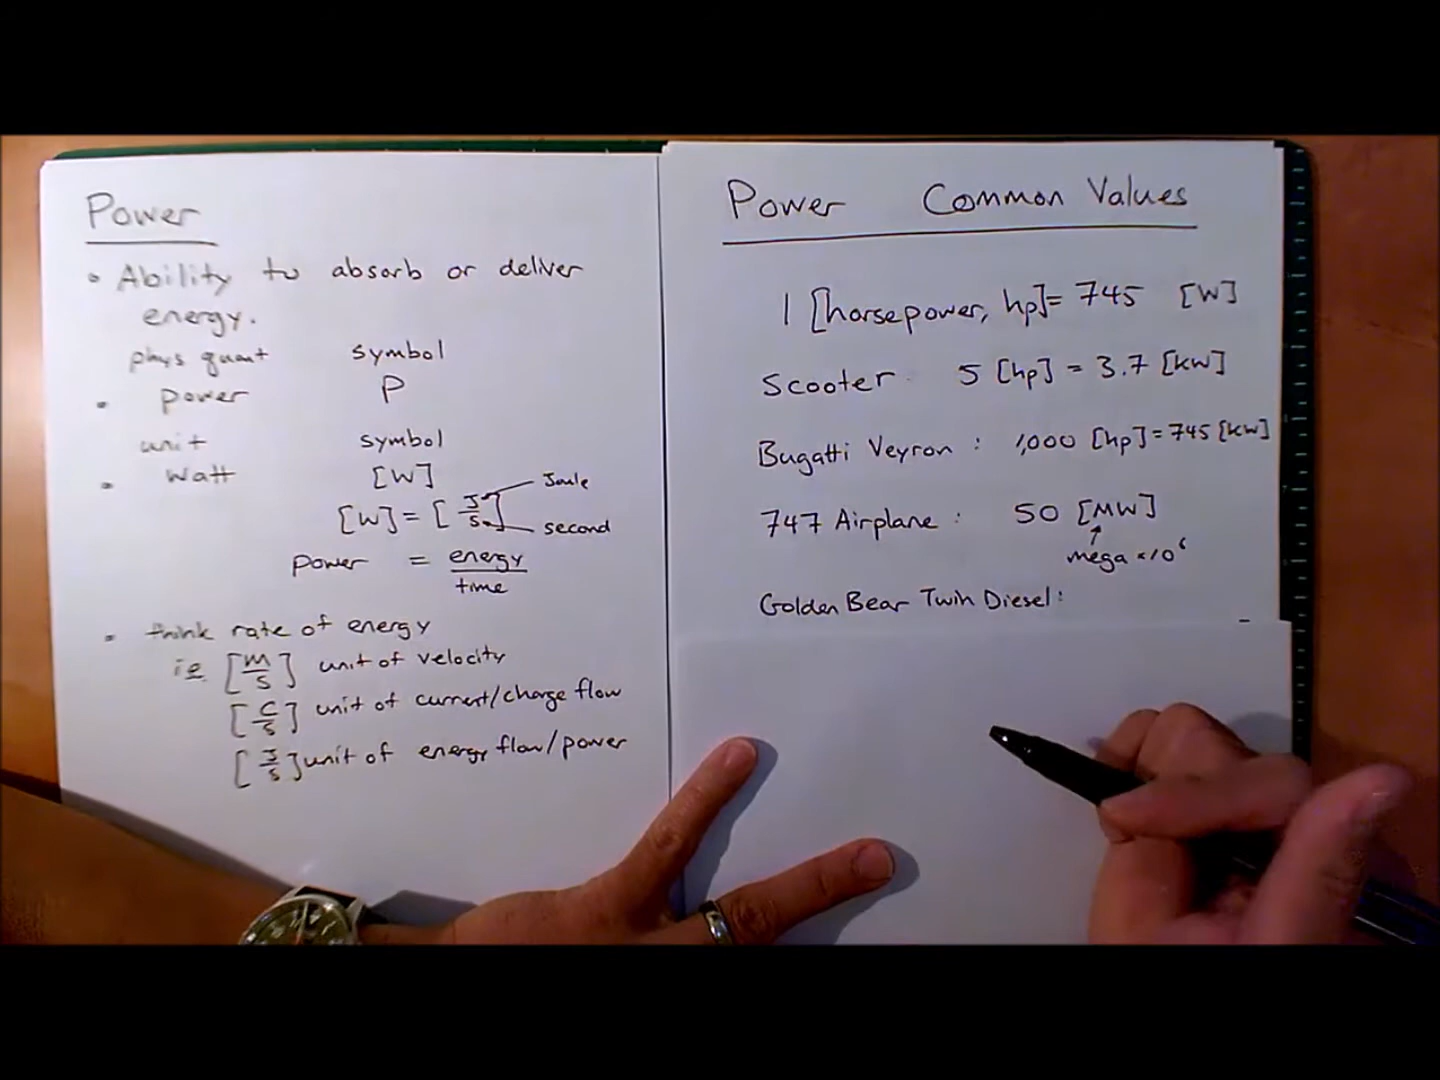 Power
• Ability to absorb or deliver
energy.
phys quant symbol
• power P
unit symbol
• Watt [W]
[W] = [J/S] Joule
second
power = energy/time
• think rate of energy
ie [m/s] unit of velocity
[C/s] unit of current/charge flow
[J/s] unit of energy flow/power
Power Common Values
1 [horsepower, hp] = 745 [W]
Scooter 5 [hp] = 3.7 [kW]
Bugatti Veyron : 1,000 [hp] = 745 [kW]
747 Airplane : 50 [MW]
mega ×10⁶
Golden Bear Twin Diesel :